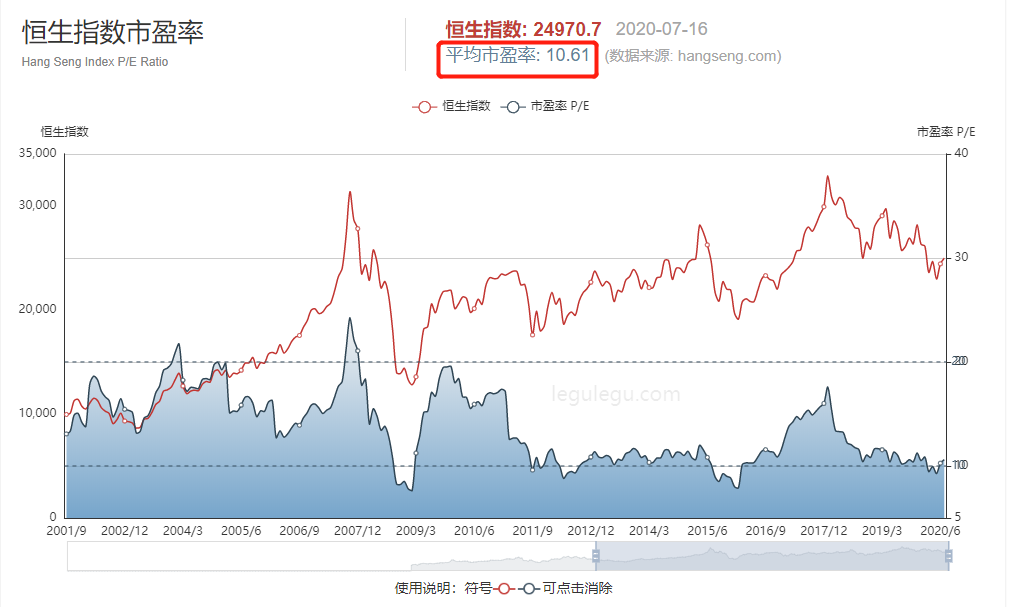 恒生指数市盈率
Hang Seng Index P/E Ratio
恒生指数: 24970.7 2020-07-16
平均市盈率: 10.61 (数据来源: hangseng.com)
恒生指数 市盈率 P/E
恒生指数 市盈率 P/E
35,000 40
30,000
30
20,000
20
legulegu.com
10,000
10
0 5
2001/9 2002/12 2004/3 2005/6 2006/9 2007/12 2009/3 2010/6 2011/9 2012/12 2014/3 2015/6 2016/9 2017/12 2019/3 2020/6
使用说明：符号 可点击消除